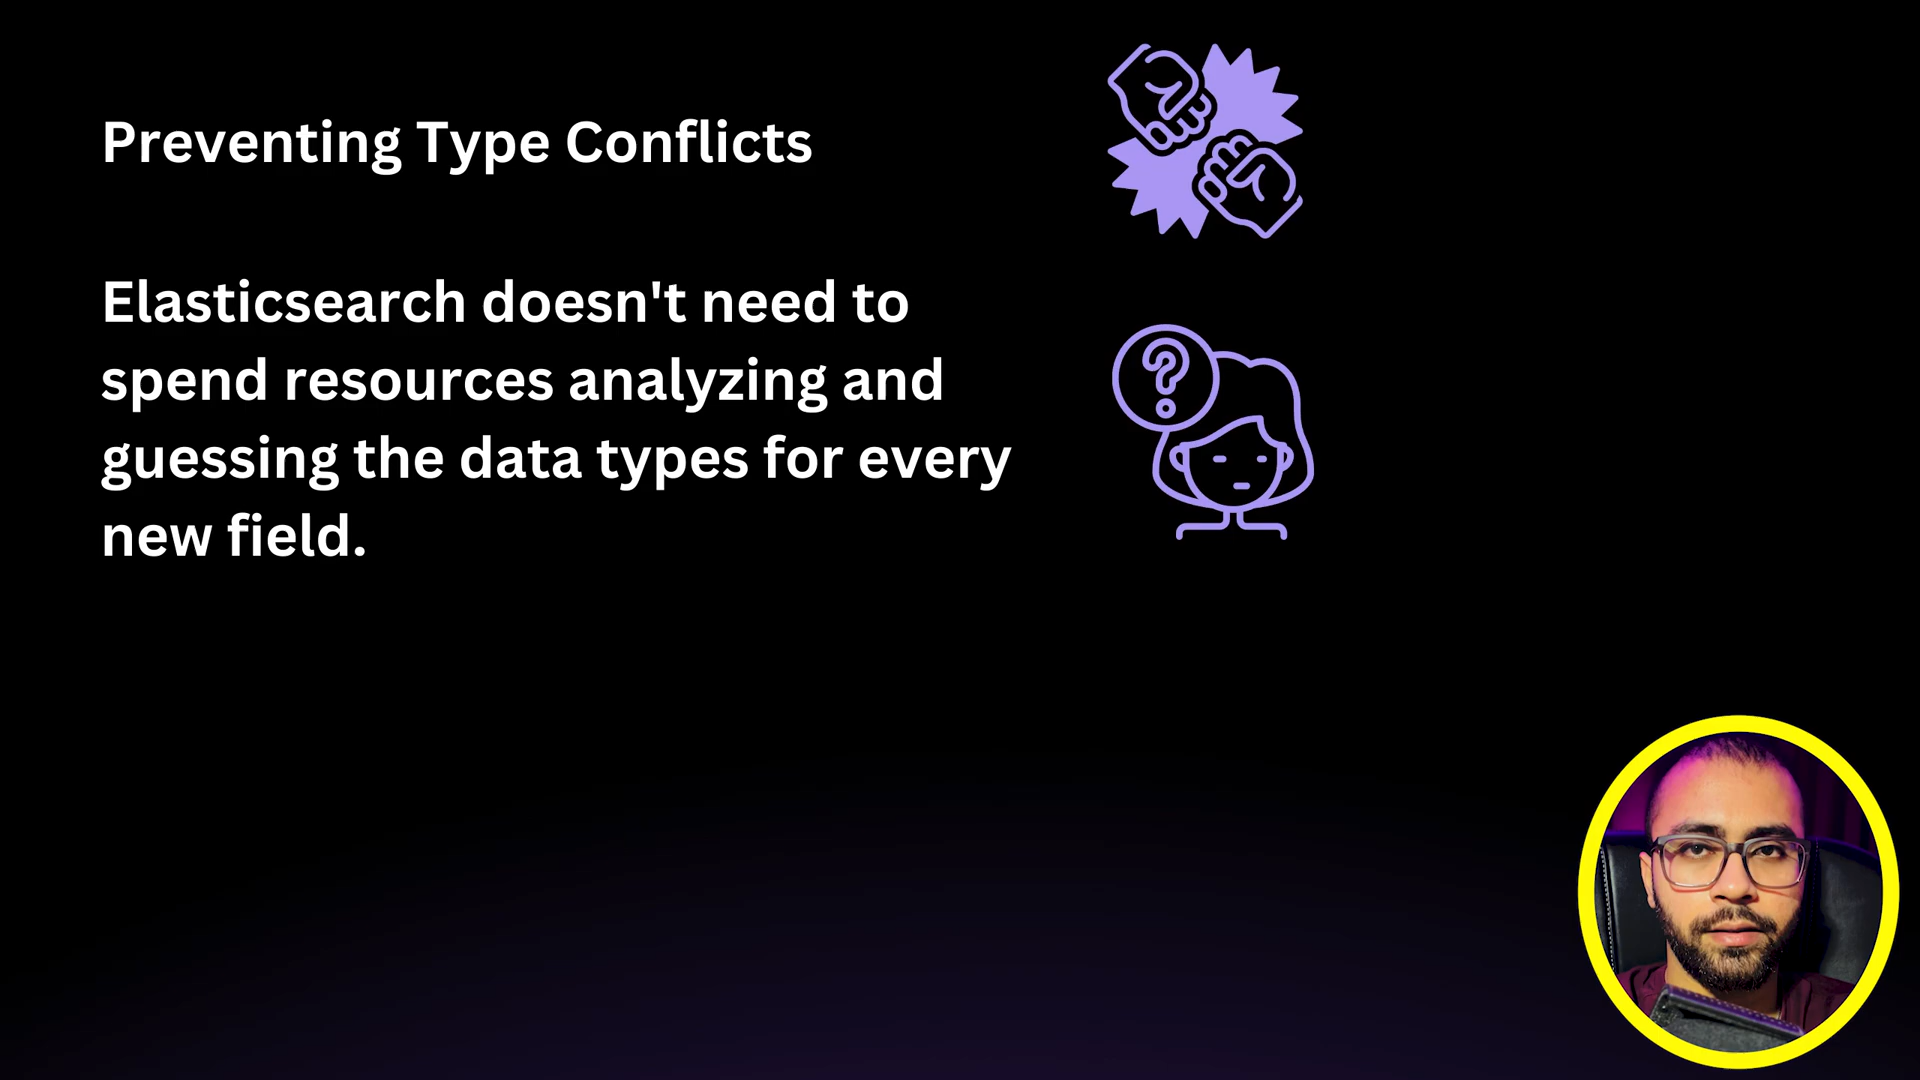 Preventing Type Conflicts
Elasticsearch doesn't need to
spend resources analyzing and
guessing the data types for every
new field.